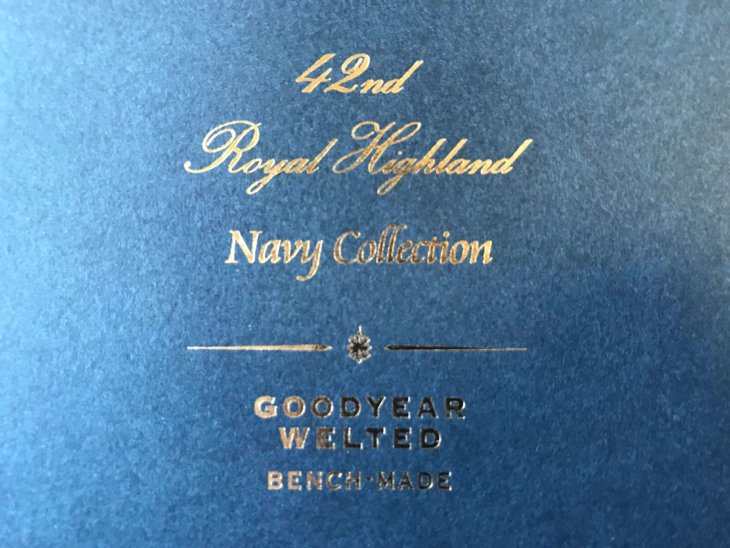 42nd
Royal Highland
Navy Collection
GOODYEAR
WELTED
BENCH-MADE